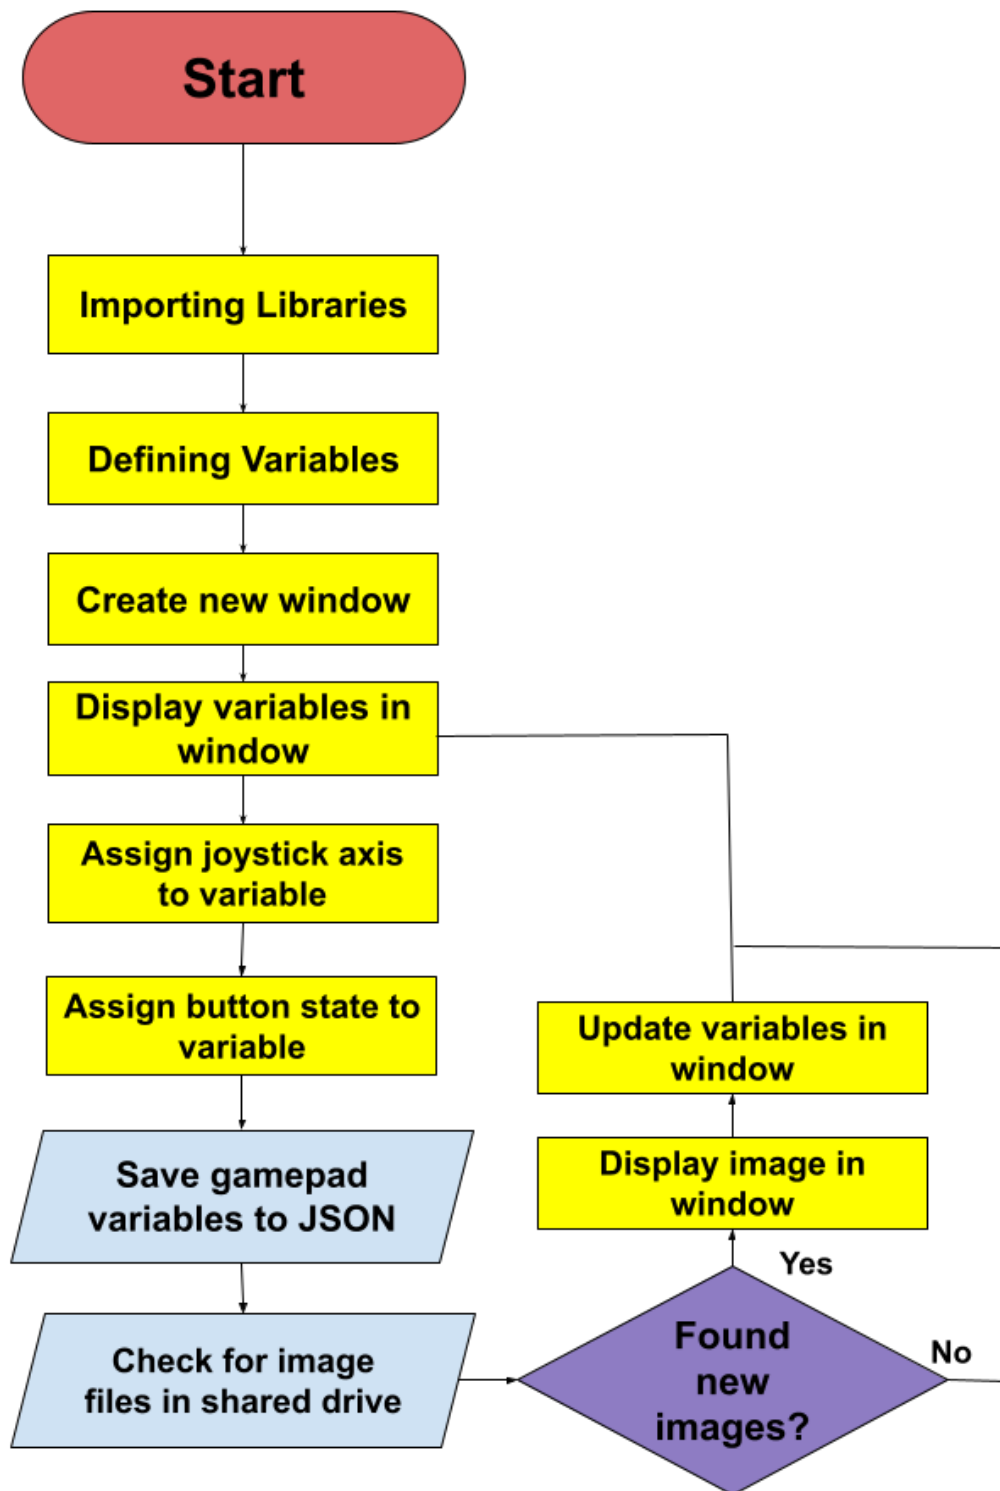 Start
Importing Libraries
Defining Variables
Create new window
Display variables in
window
Assign joystick axis
to variable
Assign button state to
variable
Save gamepad
variables to JSON
Check for image
files in shared drive
Found
new
images?
Yes
No
Display image in
window
Update variables in
window